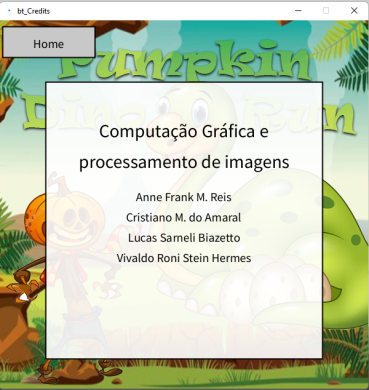 bt_Credits
Home
Pumpkin
Dino Run
Computação Gráfica e
processamento de imagens
Anne Frank M. Reis
Cristiano M. do Amaral
Lucas Sameli Biazetto
Vivaldo Roni Stein Hermes